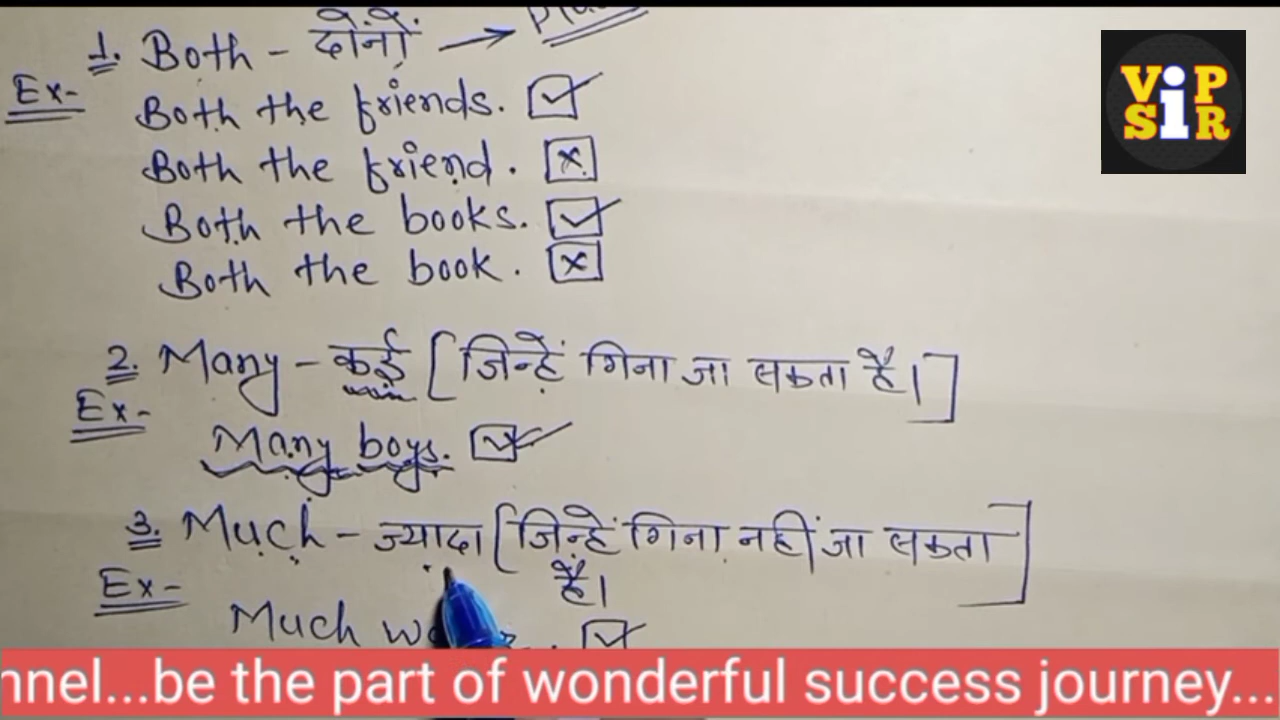 1. Both - दोनों →
Ex- Both the friends.
Both the friend.
Both the books.
Both the book.
2. Many - कई [जिन्हें गिना जा सकता है।]
Ex-
Many boys.
3. Much - ज्यादा [जिन्हें गिना नहीं जा सकता
है।]
Ex-
Much
ViP
SiR
nnel...be the part of wonderful success journey...